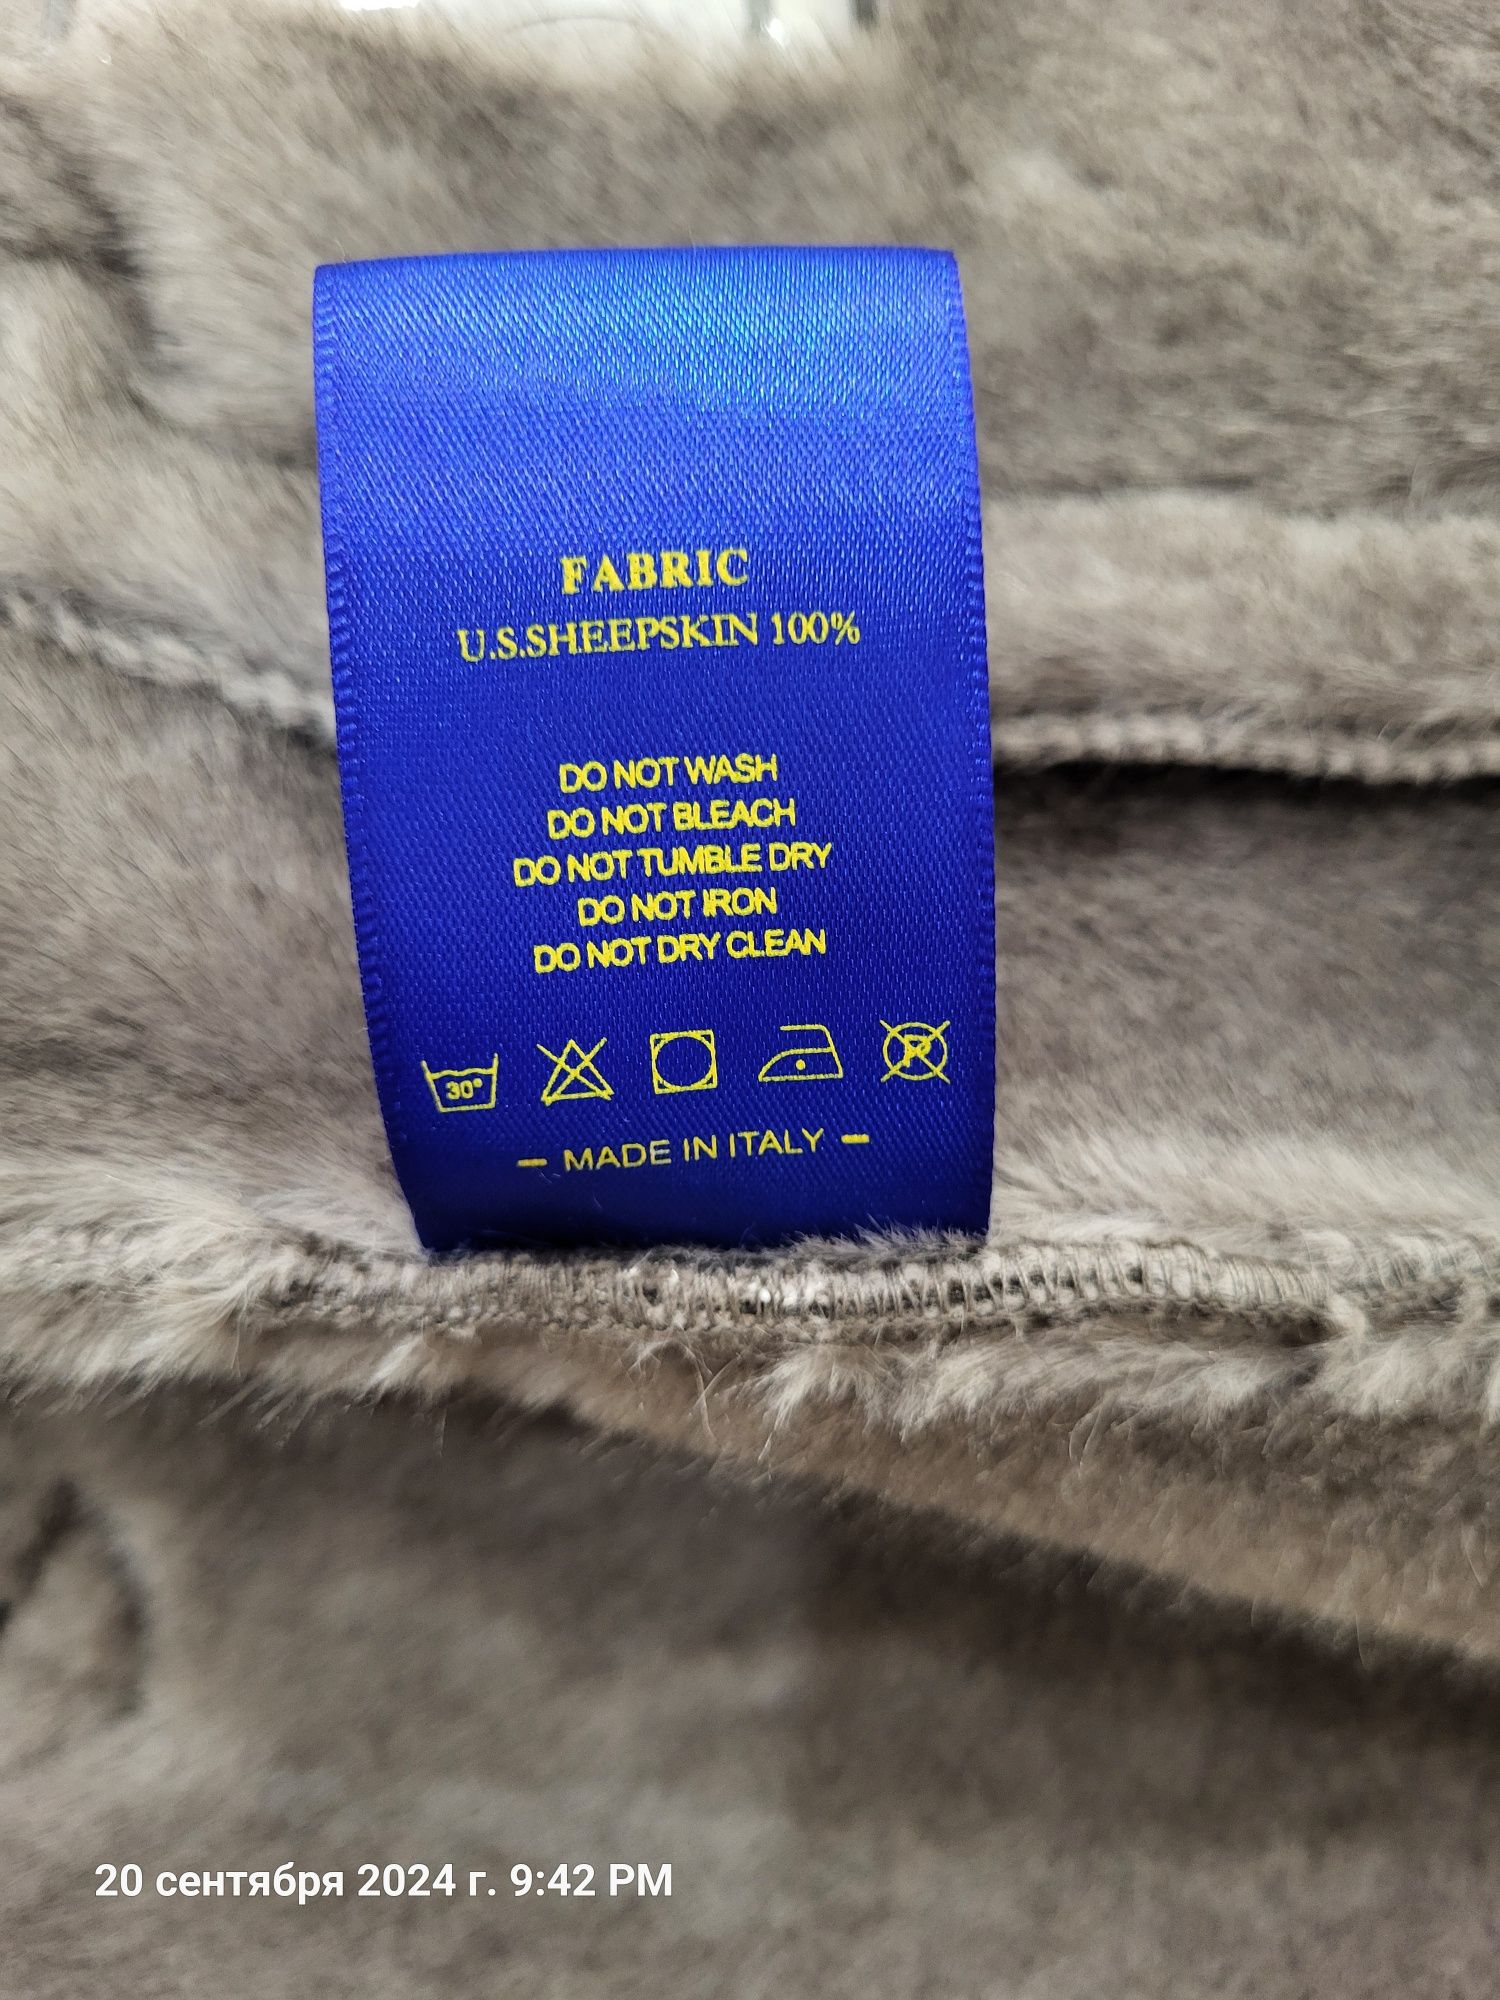 FABRIC
U.S.SHEEPSKIN 100%
DO NOT WASH
DO NOT BLEACH
DO NOT TUMBLE DRY
DO NOT IRON
DO NOT DRY CLEAN
30° P
- MADE IN ITALY -
20 сентября 2024 г. 9:42 PM